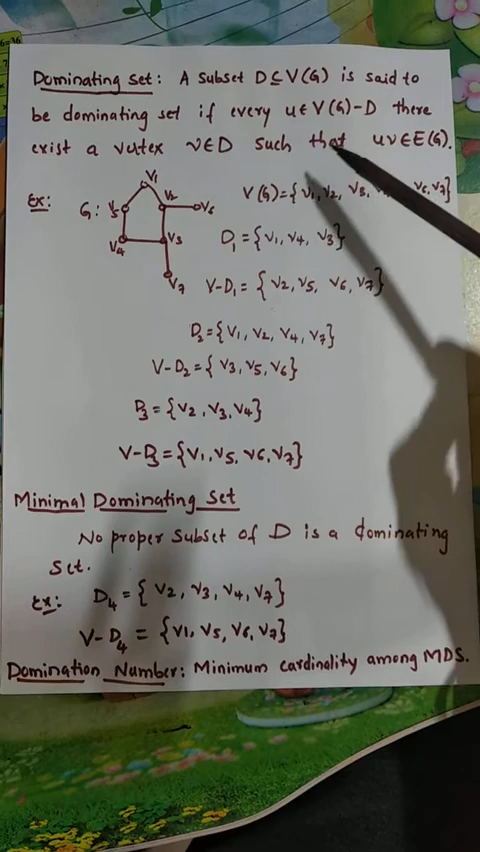 Dominating Set: A subset D⊆V(G) is said to
be dominating set if every u∈V(G)-D there
exist a vertex v∈D such that uv∈E(G).
Ex: G: V1 V2 V3 V4 V5 V6 V7
V(G)={V1, V2, V3, V6, V7}
D1={V1, V4, V3}
V-D1={V2, V5, V6, V7}
D2={V1, V2, V4, V7}
V-D2={V3, V5, V6}
D3={V2, V3, V4}
V-D3={V1, V5, V6, V7}
Minimal Dominating Set
No proper subset of D is a dominating
set.
Ex: D4={V2, V3, V4, V7}
V-D4={V1, V5, V6, V7}
Domination Number: Minimum cardinality among MDS.
6=36